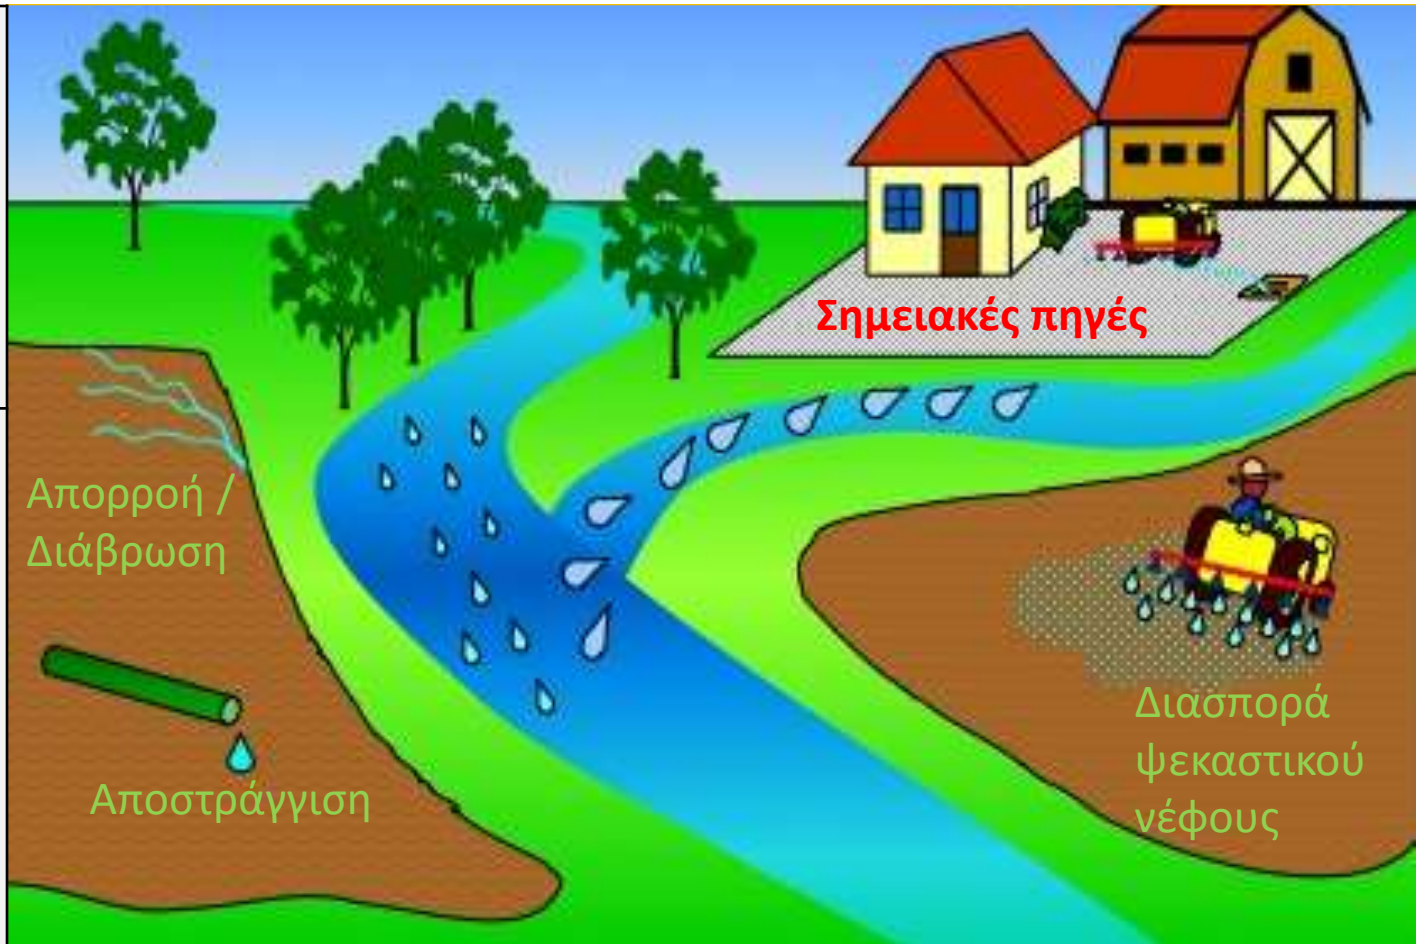 Σημειακές πηγές
Απορροή /
Διάβρωση
Αποστράγγιση
Διασπορά
ψεκαστικού
νέφους